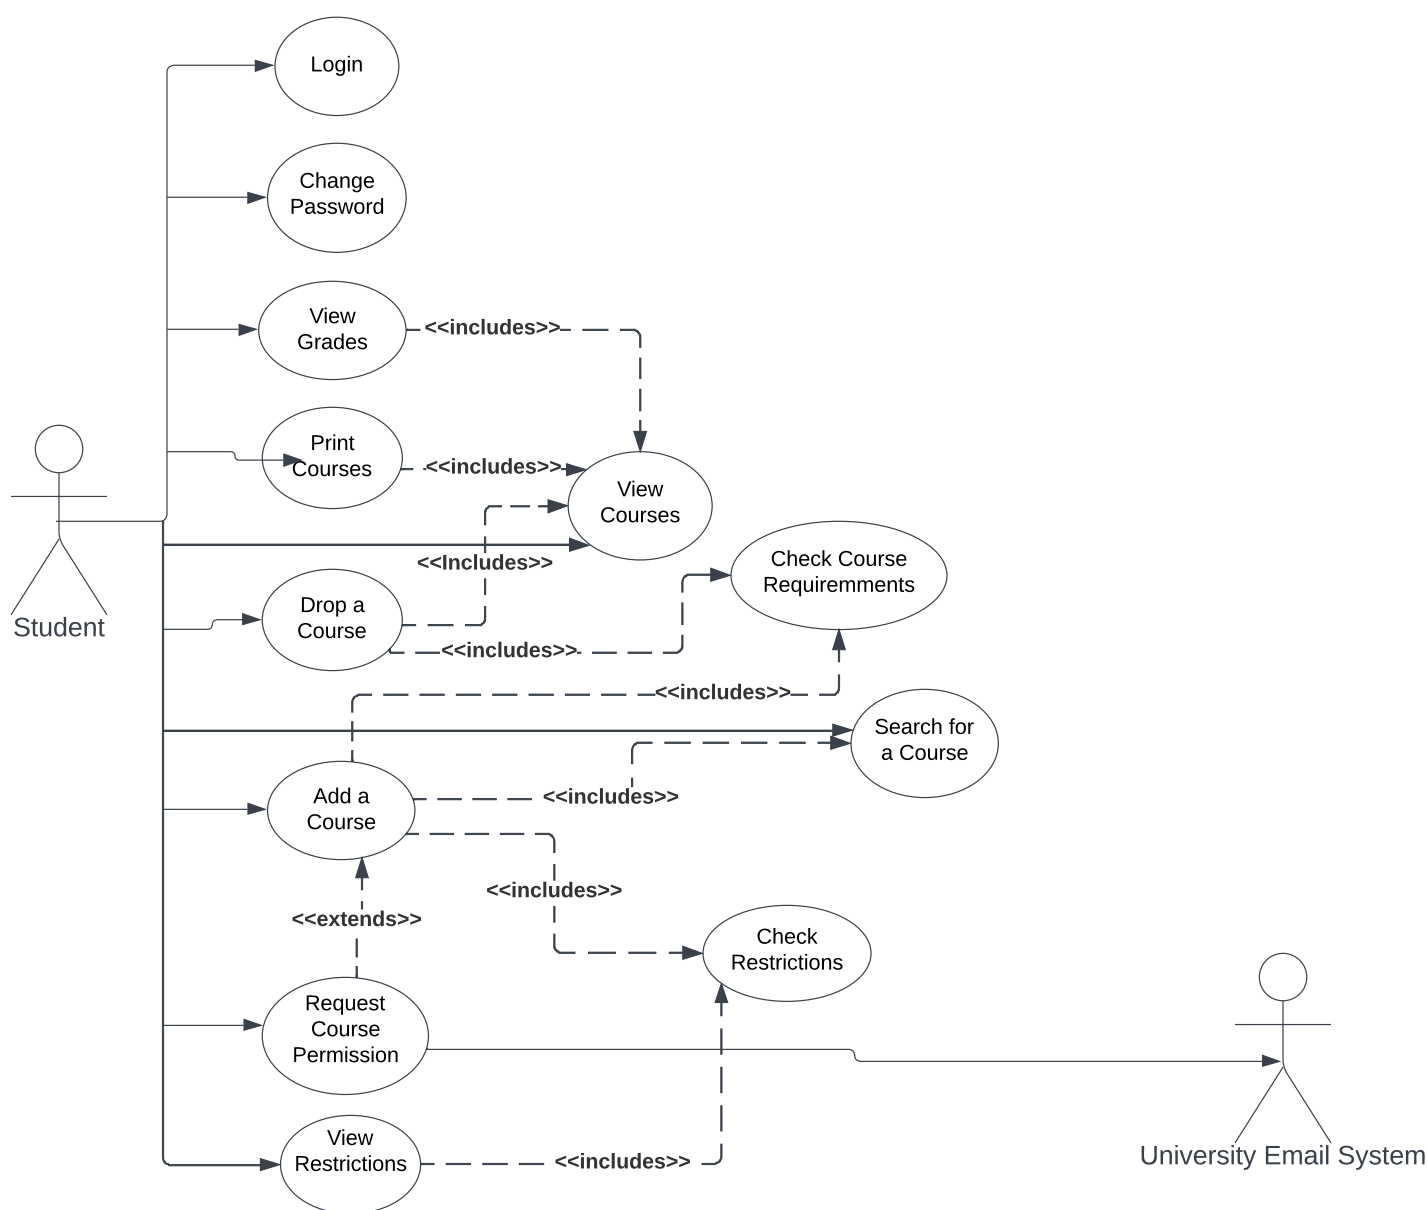 Login
Change
Password
View
Grades
<<includes>>
Print
Courses
<<includes>>
View
Courses
<<Includes>>
Check Course
Requiremments
Drop a
Course
<<includes>>
Student
<<includes>>
Search for
a Course
Add a
Course
<<includes>>
<<includes>>
<<extends>>
Check
Restrictions
Request
Course
Permission
View
Restrictions
<<includes>>
University Email System